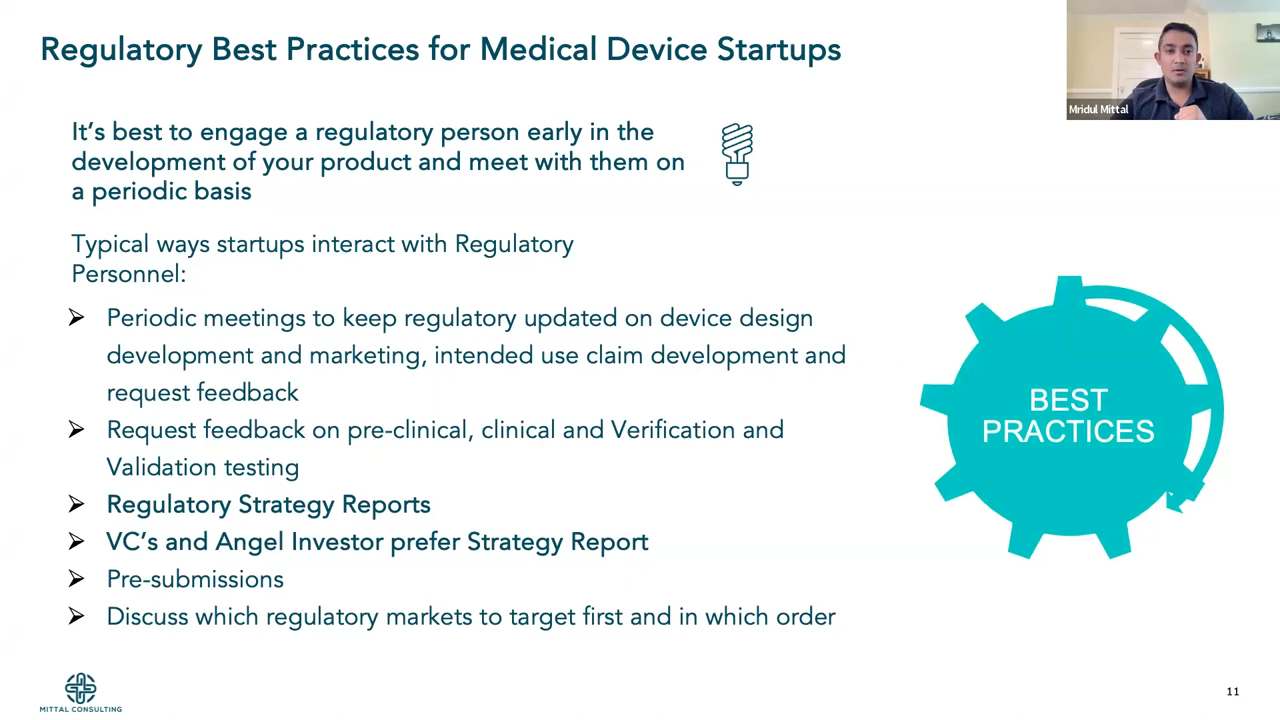 Regulatory Best Practices for Medical Device Startups
Mridul Mittal
It's best to engage a regulatory person early in the
development of your product and meet with them on
a periodic basis
Typical ways startups interact with Regulatory
Personnel:
➢ Periodic meetings to keep regulatory updated on device design
development and marketing, intended use claim development and
request feedback
➢ Request feedback on pre-clinical, clinical and Verification and
Validation testing
➢ Regulatory Strategy Reports
➢ VC's and Angel Investor prefer Strategy Report
➢ Pre-submissions
➢ Discuss which regulatory markets to target first and in which order
BEST
PRACTICES
MITTAL CONSULTING
11